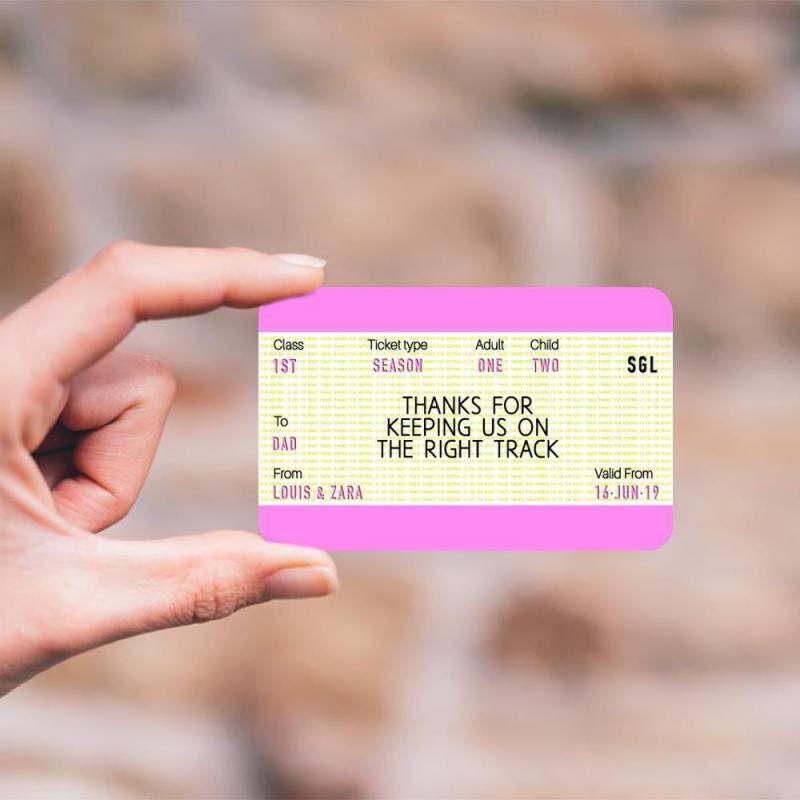 Class Ticket type Adult Child
1ST SEASON ONE TWO SGL
THANKS FOR
KEEPING US ON
THE RIGHT TRACK
To
DAD
From Valid From
LOUIS & ZARA 16-JUN-19